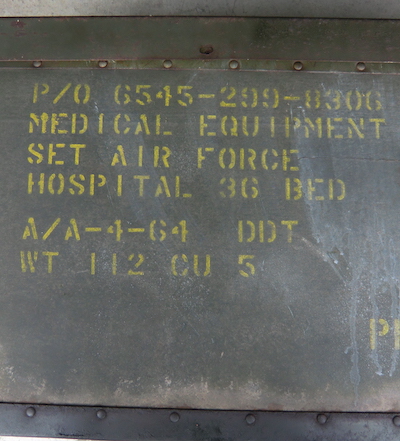 P/O 6545-299-8306
MEDICAL EQUIPMENT
SET AIR FORCE
HOSPITAL 36 BED
A/A-4-64 DDT
WT 112 CU 5